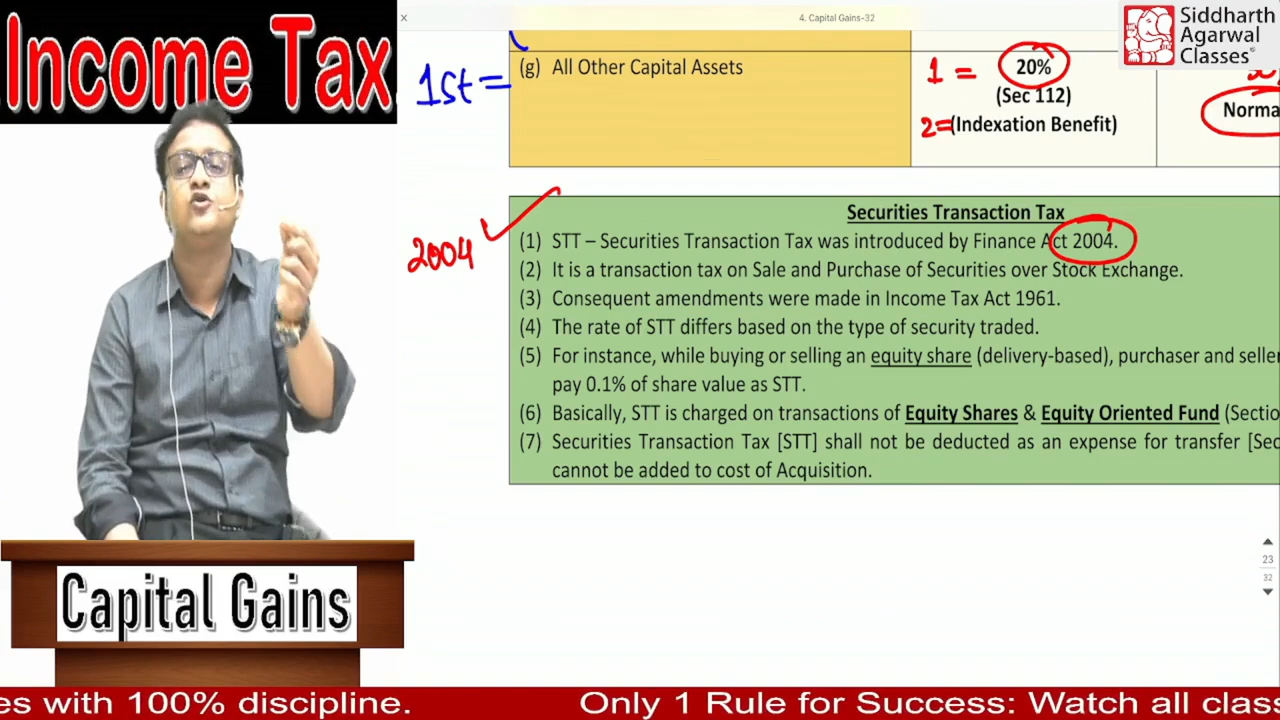 Income Tax
4. Capital Gains-32
Siddharth
Agarwal
Classes
1st =
(g) All Other Capital Assets
1 = 20%
(Sec 112)
2= (Indexation Benefit)
Norma
2004
Securities Transaction Tax
(1) STT – Securities Transaction Tax was introduced by Finance Act 2004.
(2) It is a transaction tax on Sale and Purchase of Securities over Stock Exchange.
(3) Consequent amendments were made in Income Tax Act 1961.
(4) The rate of STT differs based on the type of security traded.
(5) For instance, while buying or selling an equity share (delivery-based), purchaser and seller
pay 0.1% of share value as STT.
(6) Basically, STT is charged on transactions of Equity Shares & Equity Oriented Fund (Sectio
(7) Securities Transaction Tax [STT] shall not be deducted as an expense for transfer [Sec
cannot be added to cost of Acquisition.
23
32
Capital Gains
es with 100% discipline.
Only 1 Rule for Success: Watch all class